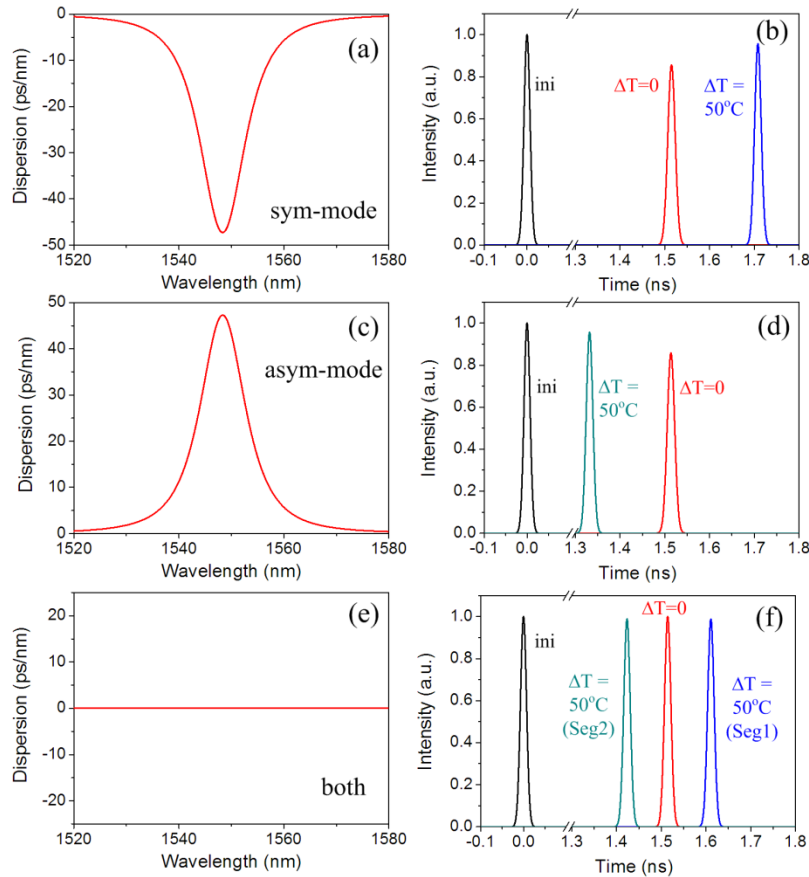 0
-10
-20
-30
-40
-50
1520
1540
1560
1580
Dispersion (ps/nm)
Wavelength (nm)
(a)
sym-mode
1.0
0.8
0.6
0.4
0.2
0.0
-0.1
0.0
1.3
1.3
1.4
1.5
1.6
1.7
1.8
Intensity (a.u.)
Time (ns)
(b)
ini
ΔT=0
ΔT =
50°C
50
40
30
20
10
0
1520
1540
1560
1580
Dispersion (ps/nm)
Wavelength (nm)
(c)
asym-mode
1.0
0.8
0.6
0.4
0.2
0.0
-0.1
0.0
1.3
1.3
1.4
1.5
1.6
1.7
1.8
Intensity (a.u.)
Time (ns)
(d)
ini
ΔT =
50°C
ΔT=0
20
10
0
-10
-20
1520
1540
1560
1580
Dispersion (ps/nm)
Wavelength (nm)
(e)
both
1.0
0.8
0.6
0.4
0.2
0.0
-0.1
0.0
1.3
1.3
1.4
1.5
1.6
1.7
1.8
Intensity (a.u.)
Time (ns)
(f)
ini
ΔT=0
ΔT =
50°C
(Seg2)
ΔT =
50°C
(Seg1)